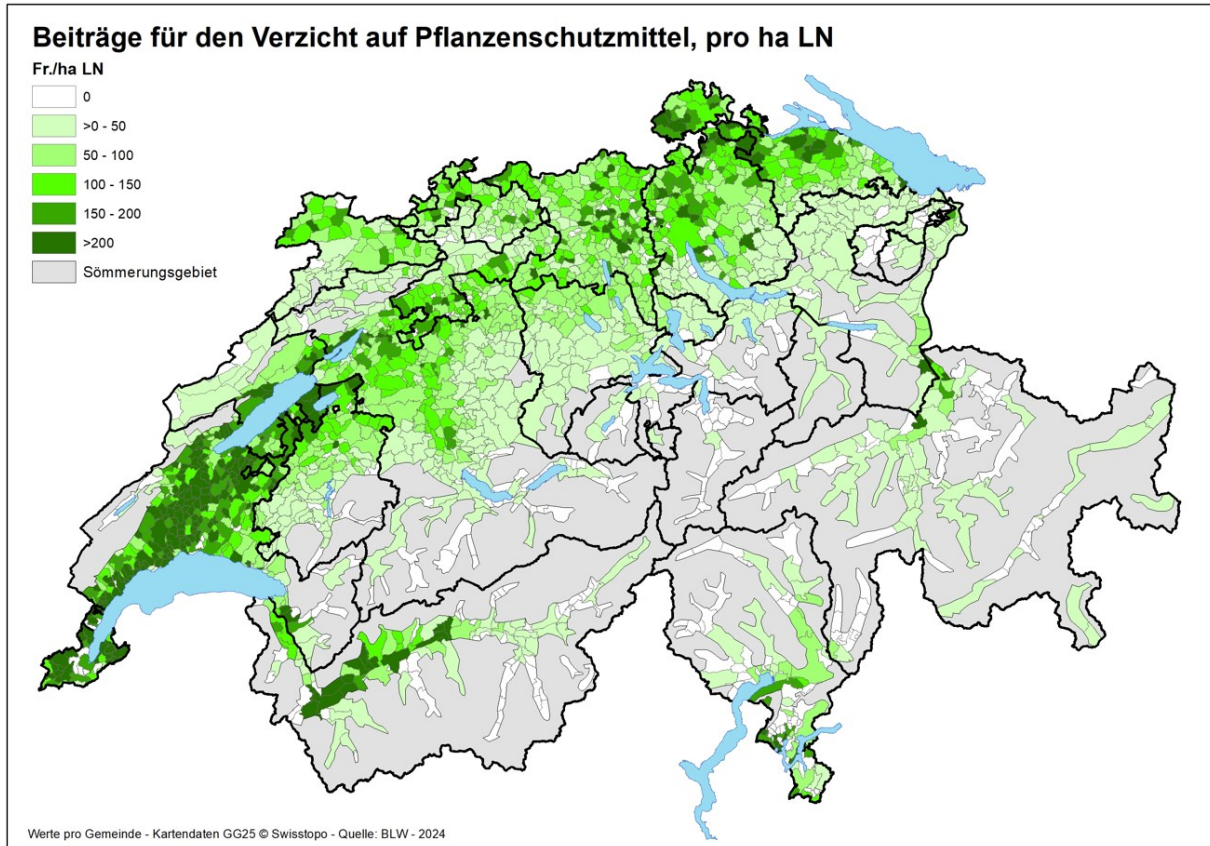 Beiträge für den Verzicht auf Pflanzenschutzmittel, pro ha LN
Fr./ha LN
0
>0 - 50
50 - 100
100 - 150
150 - 200
>200
Sömmerungsgebiet
Werte pro Gemeinde - Kartendaten GG25 © Swisstopo - Quelle: BLW - 2024